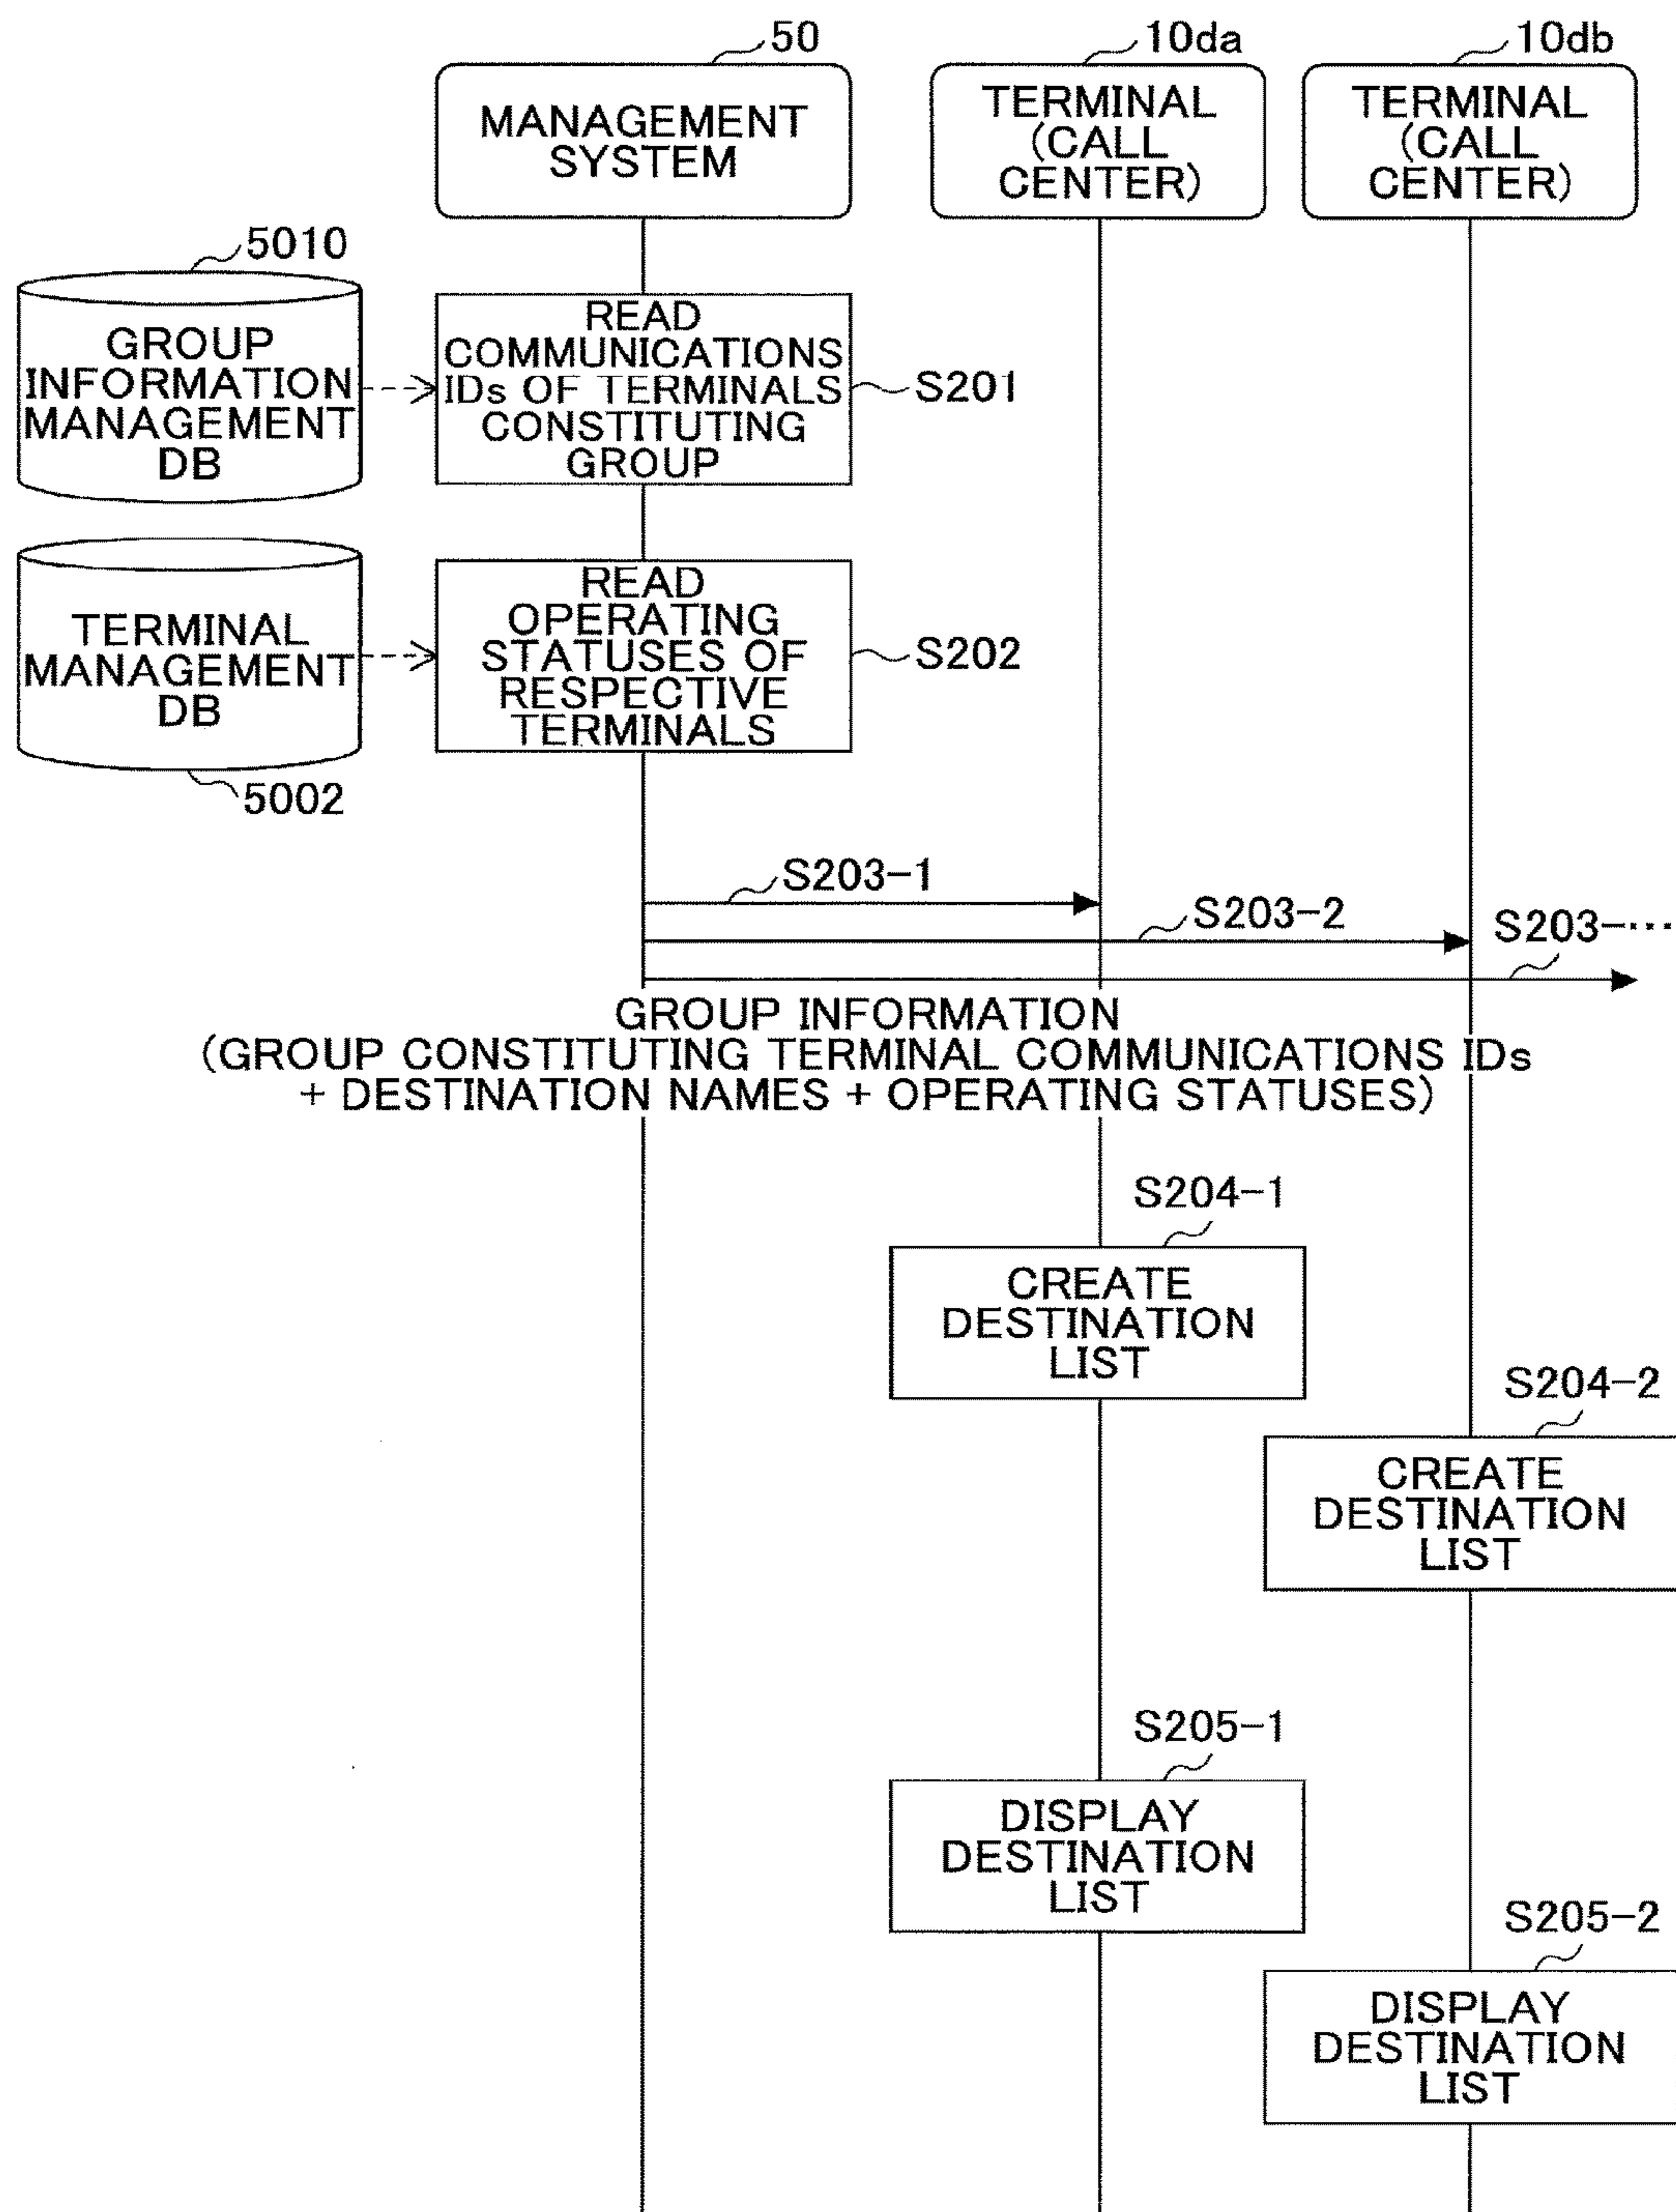 50
10da
10db
MANAGEMENT
SYSTEM
TERMINAL
(CALL
CENTER)
TERMINAL
(CALL
CENTER)
5010
GROUP
INFORMATION
MANAGEMENT
DB
READ
COMMUNICATIONS
IDs OF TERMINALS
CONSTITUTING
GROUP
S201
TERMINAL
MANAGEMENT
DB
5002
READ
OPERATING
STATUSES OF
RESPECTIVE
TERMINALS
S202
S203-1
S203-2
S203-···
GROUP INFORMATION
(GROUP CONSTITUTING TERMINAL COMMUNICATIONS IDs
+ DESTINATION NAMES + OPERATING STATUSES)
S204-1
CREATE
DESTINATION
LIST
S204-2
CREATE
DESTINATION
LIST
S205-1
DISPLAY
DESTINATION
LIST
S205-2
DISPLAY
DESTINATION
LIST